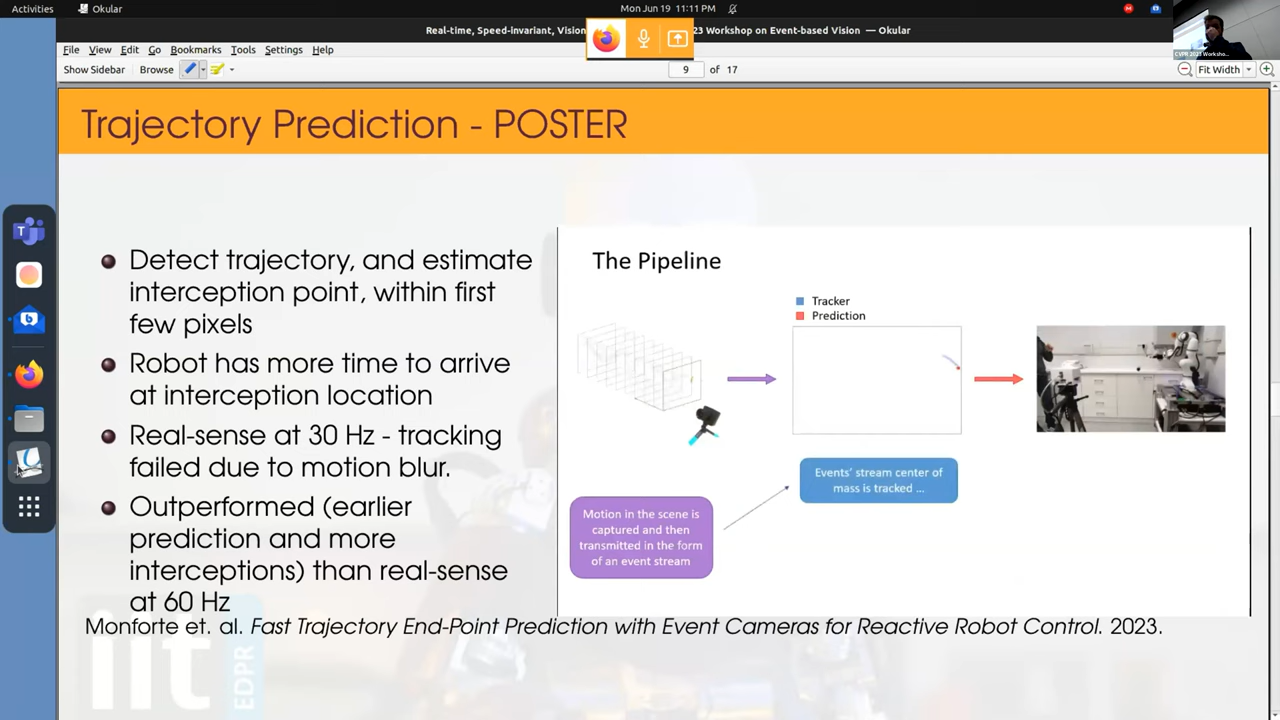 Activities
Okular
Mon Jun 19 11:11 PM
Real-time, Speed-invariant, Vision
23 Workshop on Event-based Vision — Okular
CVPR 2023 Worksho...
File View Edit Go Bookmarks Tools Settings Help
Show Sidebar Browse
9 of 17
Fit Width
Trajectory Prediction - POSTER
Detect trajectory, and estimate
interception point, within first
few pixels
Robot has more time to arrive
at interception location
Real-sense at 30 Hz - tracking
failed due to motion blur.
Outperformed (earlier
prediction and more
interceptions) than real-sense
at 60 Hz
The Pipeline
Tracker
Prediction
Events' stream center of
mass is tracked ...
Motion in the scene is
captured and then
transmitted in the form
of an event stream
Monforte et. al. Fast Trajectory End-Point Prediction with Event Cameras for Reactive Robot Control. 2023.
iit
EDPR